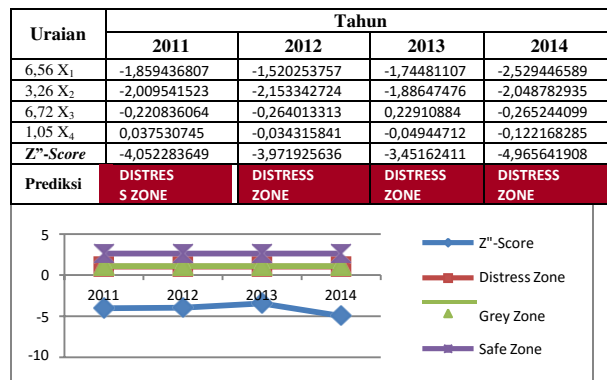 Uraian Tahun
2011 2012 2013 2014
6,56 X1 -1,859436807 -1,520253757 -1,74481107 -2,529446589
3,26 X2 -2,009541523 -2,153342724 -1,88647476 -2,048782935
6,72 X3 -0,220836064 -0,264013313 0,22910884 -0,265244099
1,05 X4 0,037530745 -0,034315841 -0,04944712 -0,122168285
Z”-Score -4,052283649 -3,971925636 -3,45162411 -4,965641908
Prediksi DISTRES DISTRESS DISTRESS DISTRESS
S ZONE ZONE ZONE ZONE
5
0
-5
-10
2011 2012 2013 2014
Z"-Score
Distress Zone
Grey Zone
Safe Zone